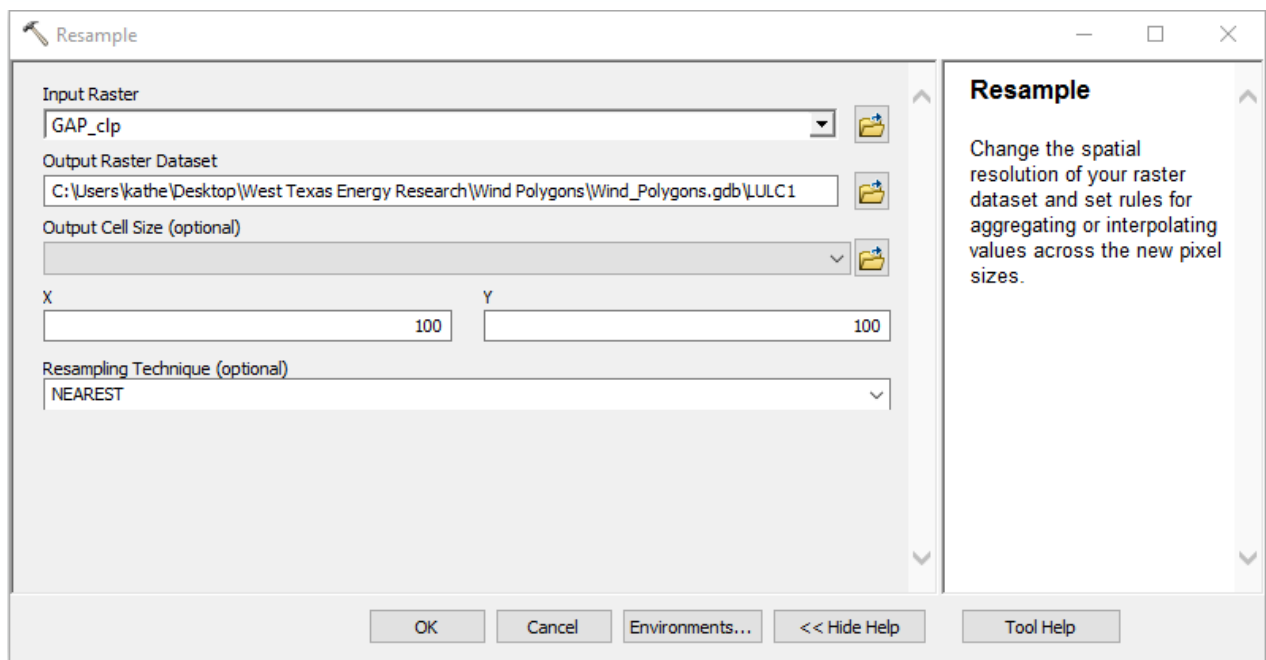 Resample
Input Raster
GAP_clp
Output Raster Dataset
C:\Users\kathe\Desktop\West Texas Energy Research\Wind Polygons\Wind_Polygons.gdb\LULC1
Output Cell Size (optional)
X Y
100 100
Resampling Technique (optional)
NEAREST
OK Cancel Environments... << Hide Help Tool Help
Resample
Change the spatial
resolution of your raster
dataset and set rules for
aggregating or interpolating
values across the new pixel
sizes.